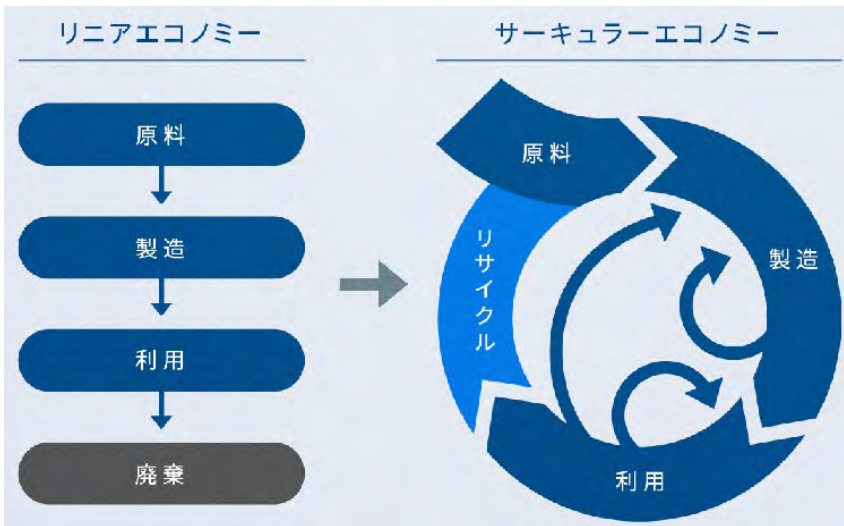 リニアエコノミー
原料
製造
利用
廃棄
サーキュラーエコノミー
原料
製造
利用
リサイクル